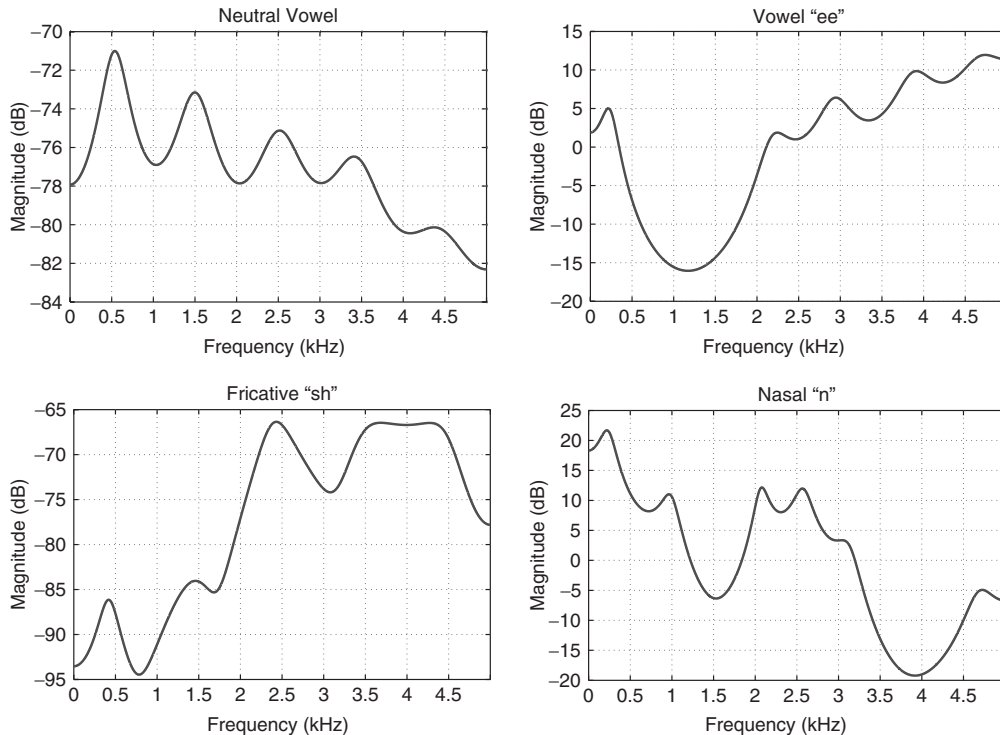 Neutral Vowel
−70
−72
−74
−76
−78
−80
−82
−84
Magnitude (dB)
0 0.5 1 1.5 2 2.5 3 3.5 4 4.5
Frequency (kHz)
Vowel “ee”
15
10
5
0
−5
−10
−15
−20
Magnitude (dB)
0 0.5 1 1.5 2 2.5 3 3.5 4 4.5
Frequency (kHz)
Fricative “sh”
−65
−70
−75
−80
−85
−90
−95
Magnitude (dB)
0 0.5 1 1.5 2 2.5 3 3.5 4 4.5
Frequency (kHz)
Nasal “n”
25
20
15
10
5
0
−5
−10
−15
−20
Magnitude (dB)
0 0.5 1 1.5 2 2.5 3 3.5 4 4.5
Frequency (kHz)